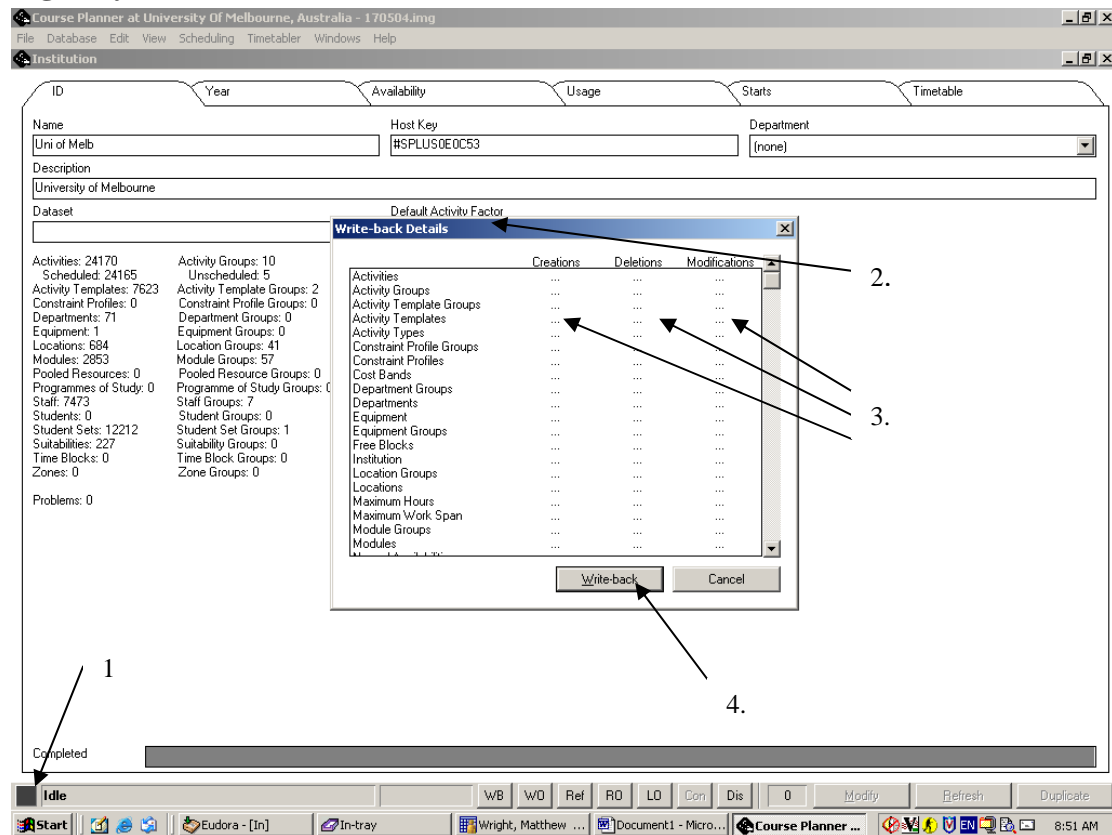 Course Planner at University Of Melbourne, Australia - 170504.img
File Database Edit View Scheduling Timetabler Windows Help
Institution
ID Year Availability Usage Starts Timetable
Name Host Key Department
Uni of Melb #SPLUS0E0C53 (none)
Description
University of Melbourne
Dataset Default Activity Factor
Write-back Details
Creations Deletions Modifications
Activities ... ... ...
Activity Groups ... ... ...
Activity Template Groups ... ... ...
Activity Templates ... ... ...
Activity Types ... ... ...
Constraint Profile Groups ... ... ...
Constraint Profiles ... ... ...
Cost Bands ... ... ...
Department Groups ... ... ...
Departments ... ... ...
Equipment ... ... ...
Equipment Groups ... ... ...
Free Blocks ... ... ...
Institution ... ... ...
Location Groups ... ... ...
Locations ... ... ...
Maximum Hours ... ... ...
Maximum Work Span ... ... ...
Module Groups ... ... ...
Modules ... ... ...
Write-back Cancel
Activities: 24170 Activity Groups: 10
Scheduled: 24165 Unscheduled: 5
Activity Templates: 7623 Activity Template Groups: 2
Constraint Profiles: 0 Constraint Profile Groups: 0
Departments: 71 Department Groups: 0
Equipment: 1 Equipment Groups: 0
Locations: 684 Location Groups: 41
Modules: 2853 Module Groups: 57
Pooled Resources: 0 Pooled Resource Groups: 0
Programmes of Study: 0 Programme of Study Groups:
Staff: 7473 Staff Groups: 7
Students: 0 Student Groups: 0
Student Sets: 12212 Student Set Groups: 1
Suitabilities: 227 Suitability Groups: 0
Time Blocks: 0 Time Block Groups: 0
Zones: 0 Zone Groups: 0
Problems: 0
2.
3.
1
4.
Completed
Idle WB WO Ref RO LO Con Dis 0 Modify Refresh Duplicate
Start Eudora - [In] In-tray Wright, Matthew ... Document1 - Micro... Course Planner ... EN 8:51 AM